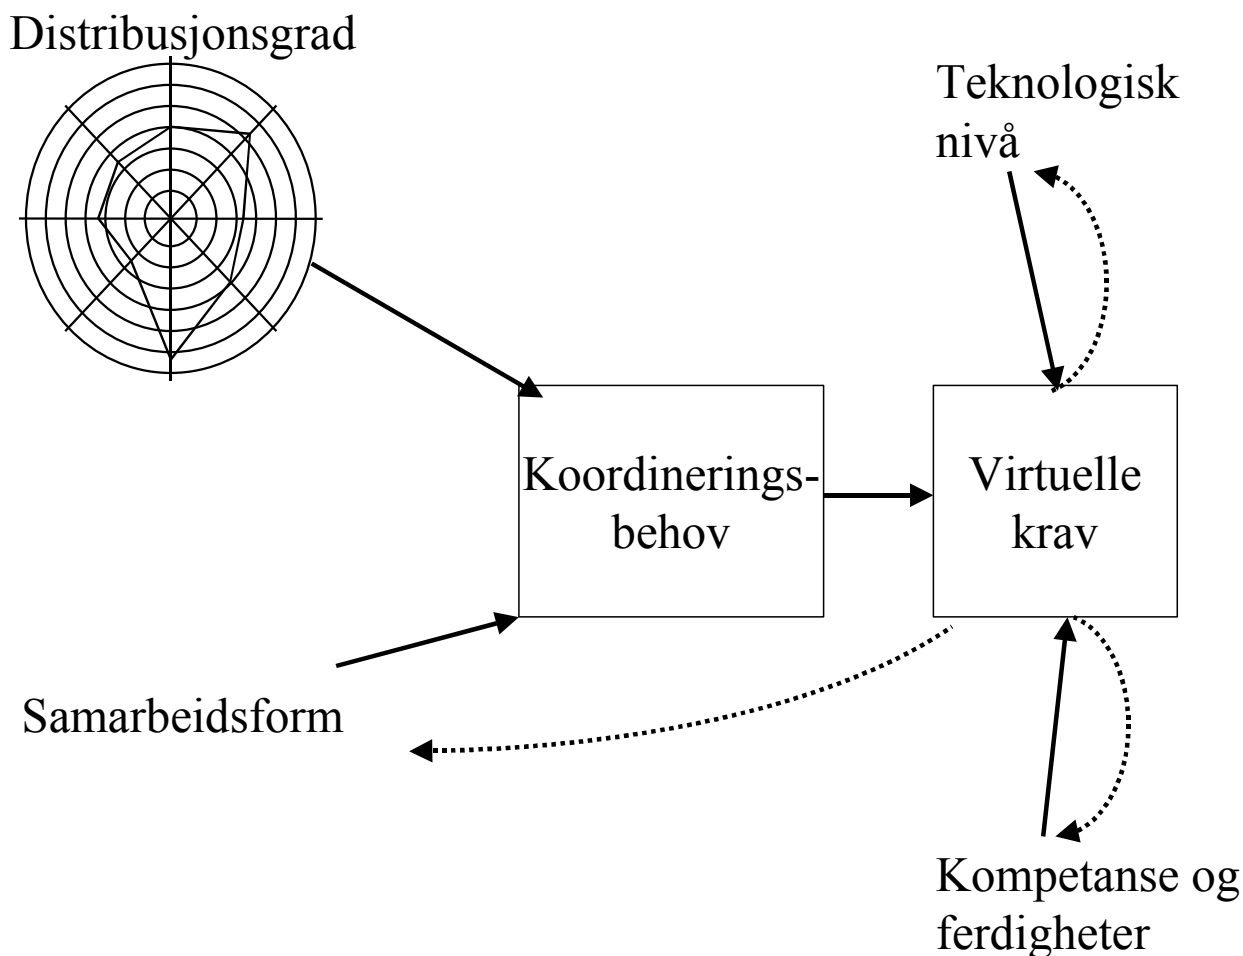 Distribusjonsgrad
Teknologisk
nivå
Koordinerings-
behov
Virtuelle
krav
Samarbeidsform
Kompetanse og
ferdigheter